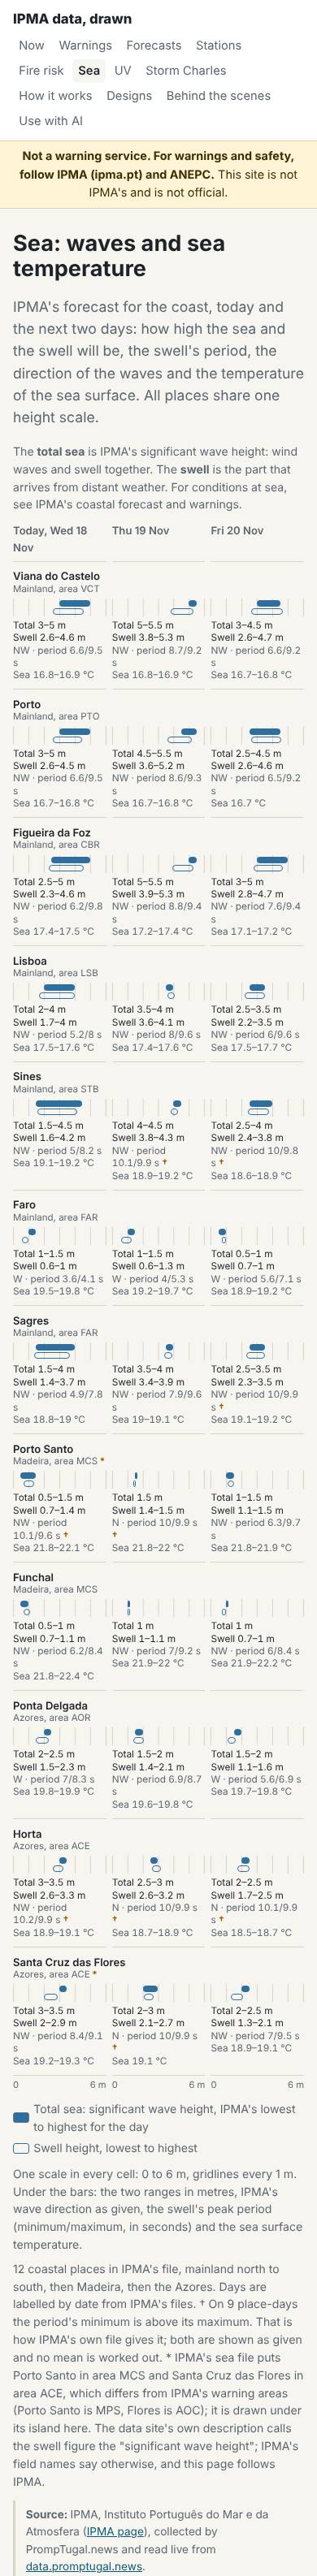 IPMA data, drawn
Now Warnings Forecasts Stations
Fire risk Sea UV Storm Charles
How it works Designs Behind the scenes
Use with AI
Not a warning service. For warnings and safety,
follow IPMA (ipma.pt) and ANEPC. This site is not
IPMA's and is not official.
Sea: waves and sea
temperature
IPMA's forecast for the coast, today and
the next two days: how high the sea and
the swell will be, the swell's period, the
direction of the waves and the temperature
of the sea surface. All places share one
height scale.
The total sea is IPMA's significant wave height: wind
waves and swell together. The swell is the part that
arrives from distant weather. For conditions at sea,
see IPMA's coastal forecast and warnings.
Today, Wed 18 Thu 19 Nov Fri 20 Nov
Nov
Viana do Castelo
Mainland, area VCT
Total 3–5 m Total 5–5.5 m Total 3–4.5 m
Swell 2.6–4.6 m Swell 3.8–5.3 m Swell 2.6–4.7 m
NW · period 6.6/9.5 NW · period 8.7/9.2 NW · period 6.6/9.2
s s s
Sea 16.8–16.9 °C Sea 16.8–16.9 °C Sea 16.7–16.8 °C
Porto
Mainland, area PTO
Total 3–5 m Total 4.5–5.5 m Total 2.5–4.5 m
Swell 2.6–4.5 m Swell 3.6–5.2 m Swell 2.6–4.6 m
NW · period 6.6/9.5 NW · period 8.6/9.3 NW · period 6.5/9.2
s s s
Sea 16.7–16.8 °C Sea 16.7–16.8 °C Sea 16.7 °C
Figueira da Foz
Mainland, area CBR
Total 2.5–5 m Total 5–5.5 m Total 3–5 m
Swell 2.3–4.6 m Swell 3.9–5.3 m Swell 2.8–4.7 m
NW · period 6.2/9.8 NW · period 8.8/9.4 NW · period 7.6/9.4
s s s
Sea 17.4–17.5 °C Sea 17.2–17.4 °C Sea 17.1–17.2 °C
Lisboa
Mainland, area LSB
Total 2–4 m Total 3.5–4 m Total 2.5–3.5 m
Swell 1.7–4 m Swell 3.6–4.1 m Swell 2.2–3.5 m
NW · period 5.2/8 s NW · period 8/9.6 s NW · period 6/9.6 s
Sea 17.5–17.6 °C Sea 17.4–17.6 °C Sea 17.5–17.7 °C
Sines
Mainland, area STB
Total 1.5–4.5 m Total 4–4.5 m Total 2.5–4 m
Swell 1.6–4.2 m Swell 3.8–4.3 m Swell 2.4–3.8 m
NW · period 5/8.2 s NW · period NW · period 10/9.8
10.1/9.9 s † s †
Sea 19.1–19.2 °C Sea 18.9–19.2 °C Sea 18.6–18.9 °C
Faro
Mainland, area FAR
Total 1–1.5 m Total 1–1.5 m Total 0.5–1 m
Swell 0.6–1 m Swell 0.6–1.3 m Swell 0.7–1 m
W · period 3.6/4.1 s W · period 4/5.3 s W · period 5.6/7.1 s
Sea 19.5–19.8 °C Sea 19.2–19.7 °C Sea 18.9–19.2 °C
Sagres
Mainland, area FAR
Total 1.5–4 m Total 3.5–4 m Total 2.5–3.5 m
Swell 1.4–3.7 m Swell 3.4–3.9 m Swell 2.3–3.5 m
NW · period 4.9/7.8 NW · period 7.9/9.6 NW · period 10/9.9
s s s †
Sea 18.8–19 °C Sea 19–19.1 °C Sea 19.1–19.2 °C
Porto Santo
Madeira, area MCS *
Total 0.5–1.5 m Total 1.5 m Total 1–1.5 m
Swell 0.7–1.4 m Swell 1.4–1.5 m Swell 1.1–1.5 m
NW · period N · period 10/9.9 s NW · period 6.3/9.7
10.1/9.6 s † † s
Sea 21.8–22.1 °C Sea 21.8–22 °C Sea 21.8–21.9 °C
Funchal
Madeira, area MCS
Total 0.5–1 m Total 1 m Total 1 m
Swell 0.7–1.1 m Swell 1–1.1 m Swell 0.7–1 m
NW · period 6.2/8.4 NW · period 7/9.2 s NW · period 6/8.4 s
s Sea 21.9–22 °C Sea 21.9–22.2 °C
Sea 21.8–22.4 °C
Ponta Delgada
Azores, area AOR
Total 2–2.5 m Total 1.5–2 m Total 1.5–2 m
Swell 1.5–2.3 m Swell 1.4–2.1 m Swell 1.1–1.6 m
W · period 7/8.3 s NW · period 6.9/8.7 W · period 5.6/6.9 s
Sea 19.8–19.9 °C s Sea 19.7–19.8 °C
Sea 19.6–19.8 °C
Horta
Azores, area ACE
Total 3–3.5 m Total 2.5–3 m Total 2–2.5 m
Swell 2.6–3.3 m Swell 2.6–3.2 m Swell 1.7–2.5 m
NW · period N · period 10/9.9 s N · period 10.1/9.9
10.2/9.9 s † † s †
Sea 18.9–19.1 °C Sea 18.7–18.9 °C Sea 18.5–18.7 °C
Santa Cruz das Flores
Azores, area ACE *
Total 3–3.5 m Total 2–3 m Total 2–2.5 m
Swell 2–2.9 m Swell 2.1–2.7 m Swell 1.3–2.1 m
NW · period 8.4/9.1 N · period 10/9.9 s NW · period 7/9.5 s
s † Sea 18.9–19.1 °C
Sea 19.2–19.3 °C Sea 19.1 °C
0 6 m 0 6 m 0 6 m
Total sea: significant wave height, IPMA's lowest
to highest for the day
Swell height, lowest to highest
One scale in every cell: 0 to 6 m, gridlines every 1 m.
Under the bars: the two ranges in metres, IPMA's
wave direction as given, the swell's peak period
(minimum/maximum, in seconds) and the sea surface
temperature.
12 coastal places in IPMA's file, mainland north to
south, then Madeira, then the Azores. Days are
labelled by date from IPMA's files. † On 9 place-days
the period's minimum is above its maximum. That is
how IPMA's own file gives it; both are shown as given
and no mean is worked out. * IPMA's sea file puts
Porto Santo in area MCS and Santa Cruz das Flores in
area ACE, which differs from IPMA's warning areas
(Porto Santo is MPS, Flores is AOC); it is drawn under
its island here. The data site's own description calls
the swell figure the "significant wave height"; IPMA's
field names say otherwise, and this page follows
IPMA.
Source: IPMA, Instituto Português do Mar e da
Atmosfera (IPMA page), collected by
PrompTugal.news and read live from
data.promptugal.news.